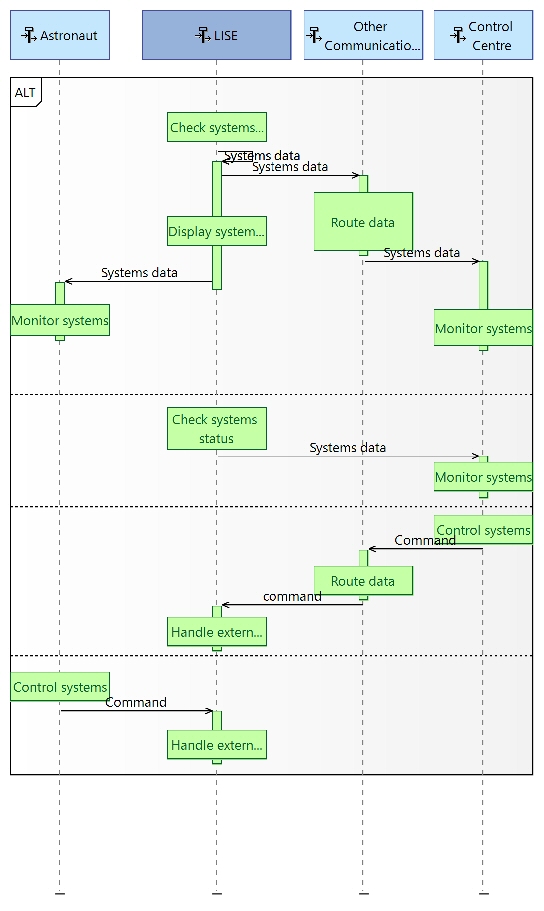 Astronaut
LISE
Other
Communicatio...
Control
Centre
ALT
Check systems...
Systems data
Systems data
Route data
Display system...
Systems data
Systems data
Monitor systems
Monitor systems
Check systems
status
Systems data
Monitor systems
Control systems
Command
Route data
command
Handle extern...
Control systems
Command
Handle extern...